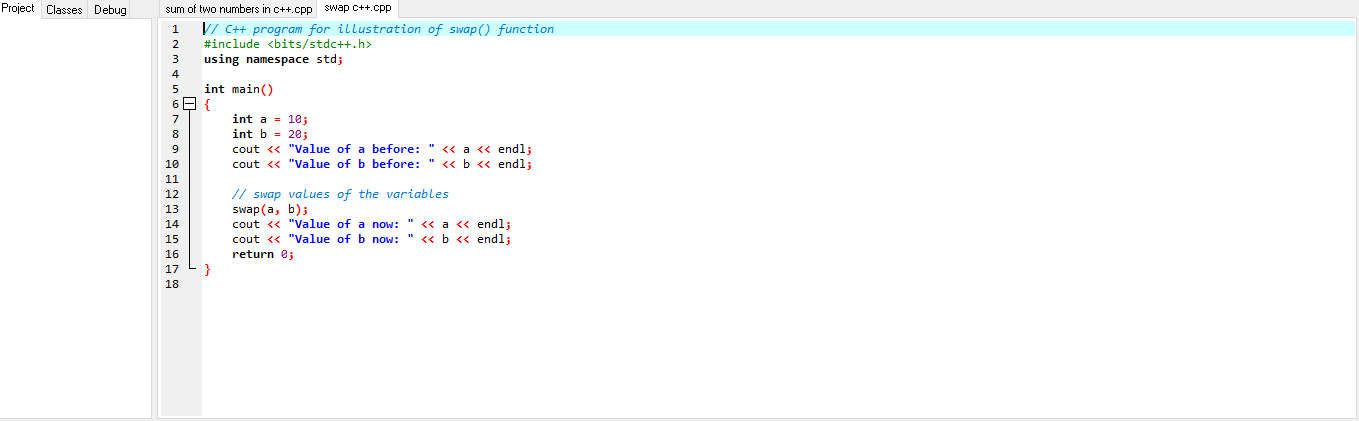 Project Classes Debug
sum of two numbers in c++.cpp swap c++.cpp
1 // C++ program for illustration of swap() function
2 #include <bits/stdc++.h>
3 using namespace std;
4
5 int main()
6 {
7 int a = 10;
8 int b = 20;
9 cout << "Value of a before: " << a << endl;
10 cout << "Value of b before: " << b << endl;
11
12 // swap values of the variables
13 swap(a, b);
14 cout << "Value of a now: " << a << endl;
15 cout << "Value of b now: " << b << endl;
16 return 0;
17 }
18